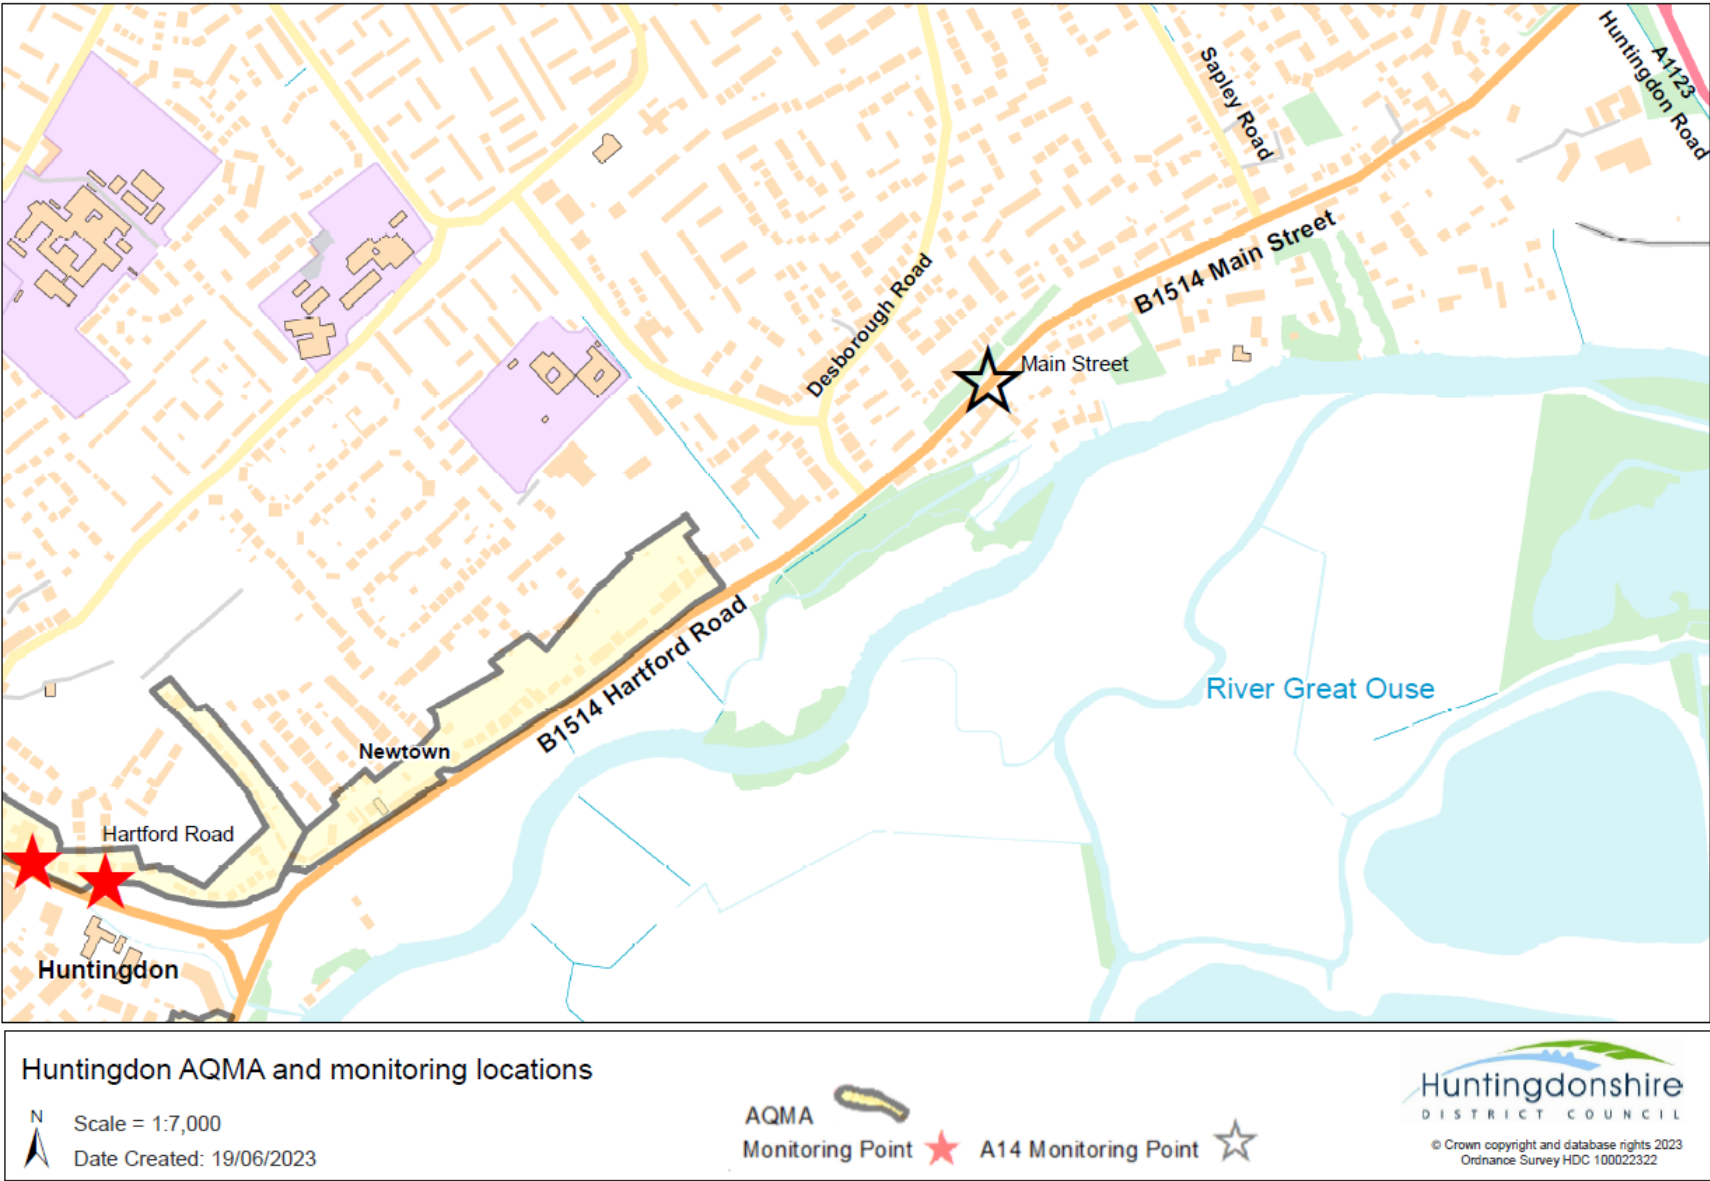 Huntingdon Road
A1123
Sapley Road
B1514 Main Street
Desborough Road
Main Street
B1514 Hartford Road
River Great Ouse
Newtown
Hartford Road
Huntingdon
Huntingdon AQMA and monitoring locations
N
Scale = 1:7,000
Date Created: 19/06/2023
AQMA
Monitoring Point
A14 Monitoring Point
Huntingdonshire
DISTRICT COUNCIL
© Crown copyright and database rights 2023
Ordnance Survey HDC 100022322